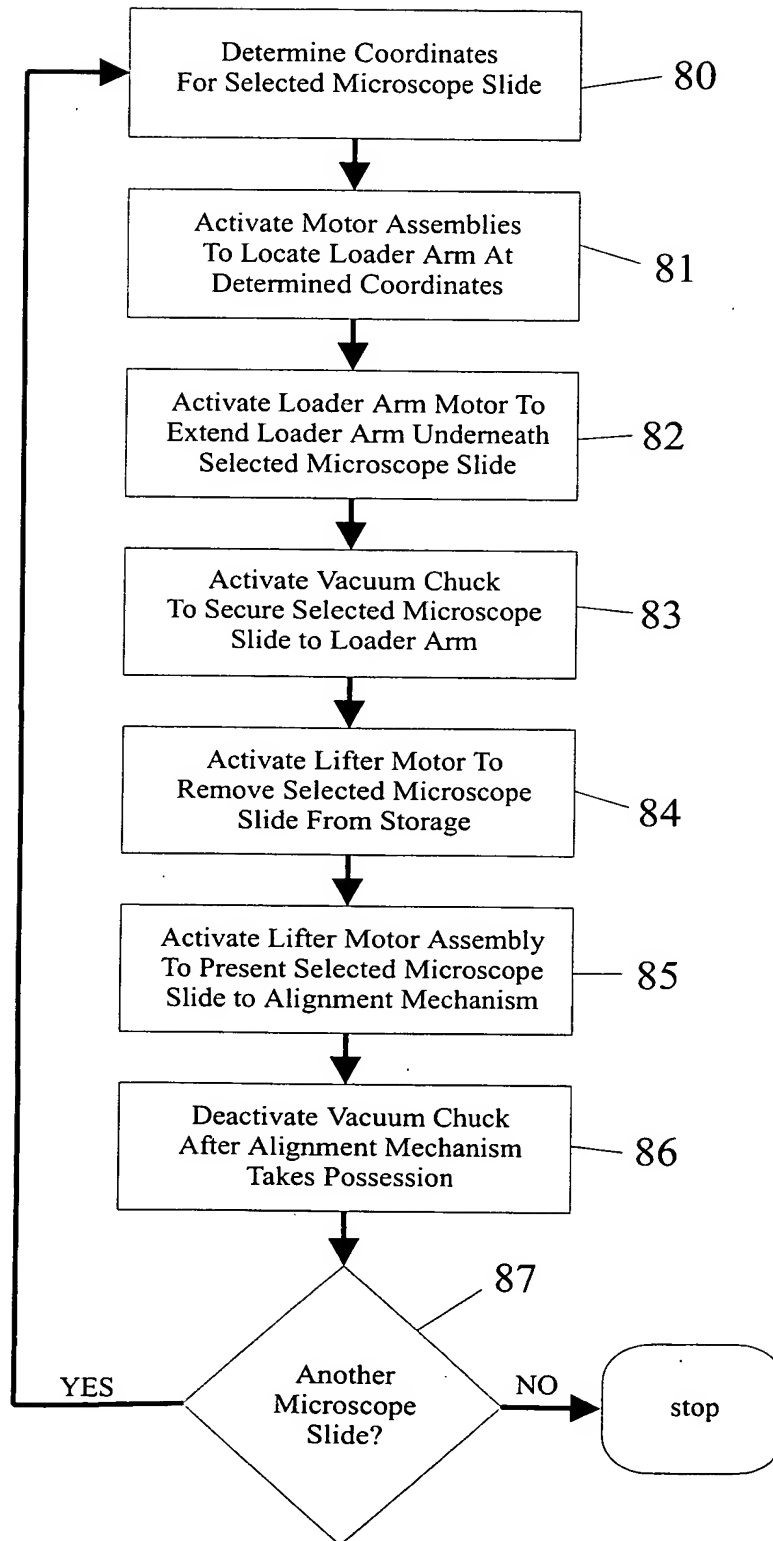 Determine Coordinates
For Selected Microscope Slide
80
Activate Motor Assemblies
To Locate Loader Arm At
Determined Coordinates
81
Activate Loader Arm Motor To
Extend Loader Arm Underneath
Selected Microscope Slide
82
Activate Vacuum Chuck
To Secure Selected Microscope
Slide to Loader Arm
83
Activate Lifter Motor To
Remove Selected Microscope
Slide From Storage
84
Activate Lifter Motor Assembly
To Present Selected Microscope
Slide to Alignment Mechanism
85
Deactivate Vacuum Chuck
After Alignment Mechanism
Takes Possession
86
87
Another
Microscope
Slide?
YES
NO
stop